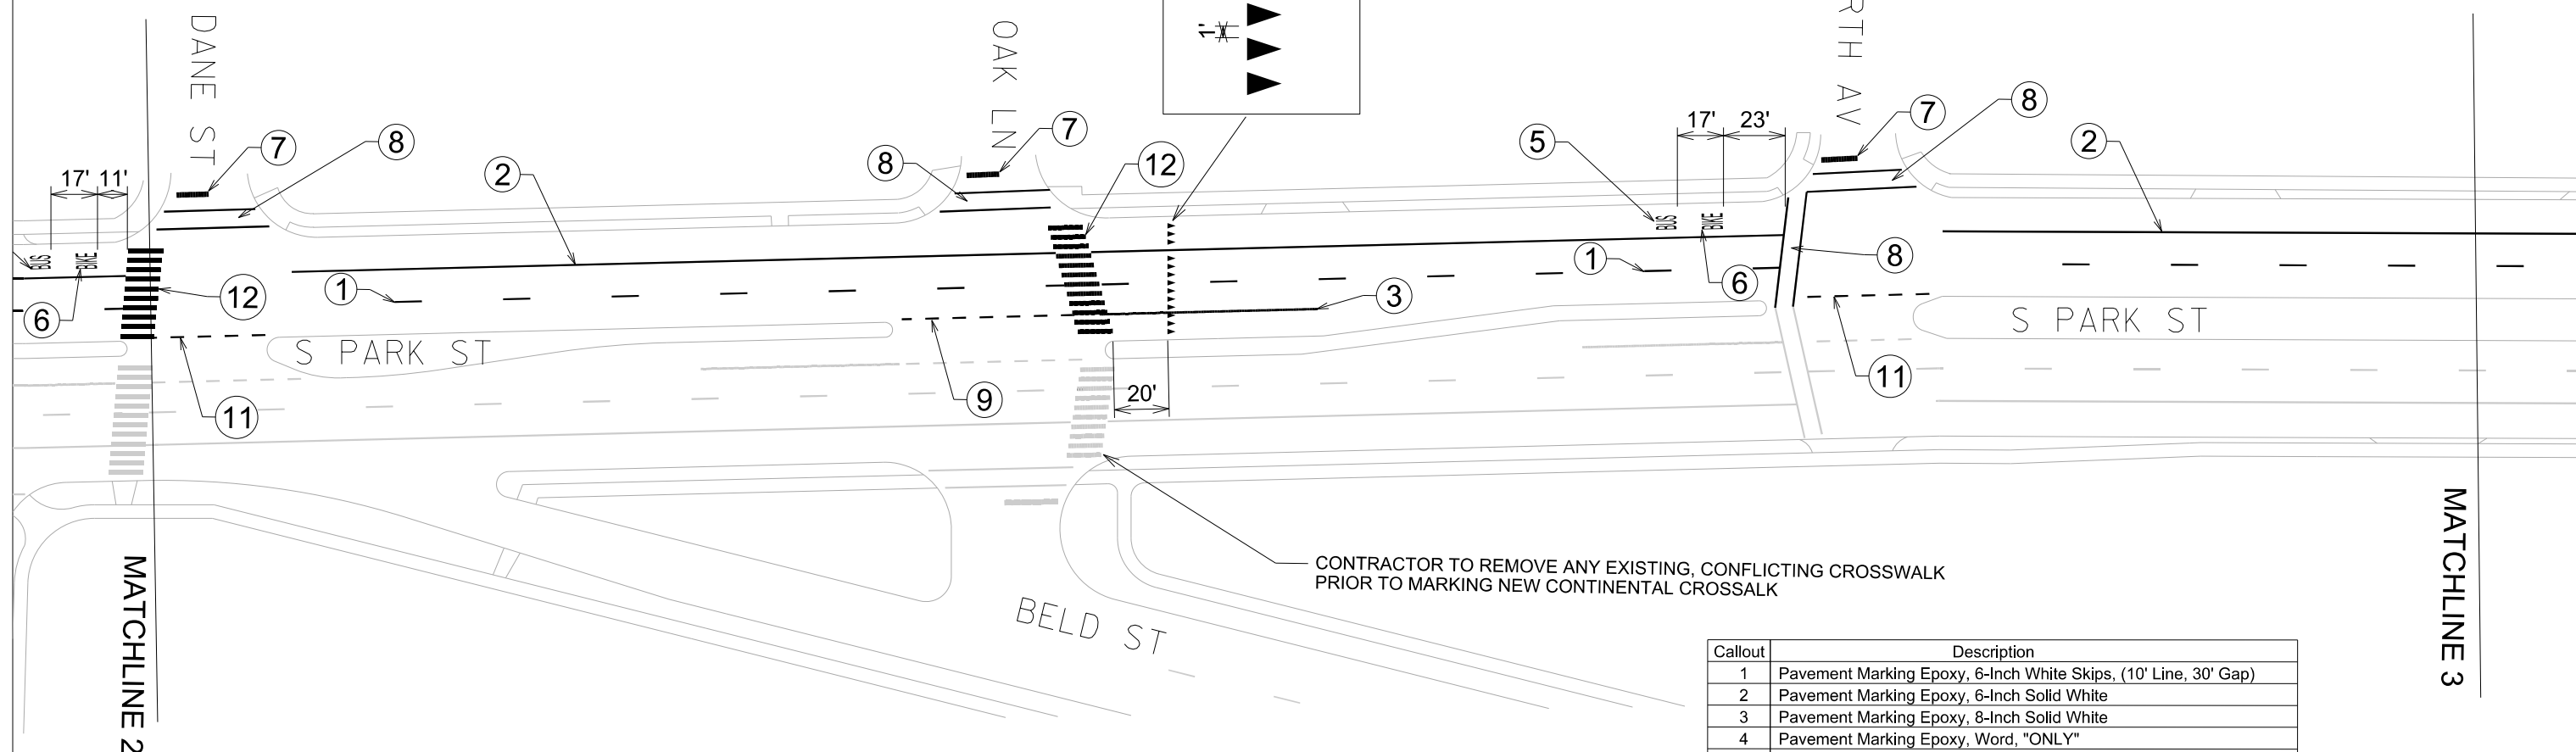 DANE ST
OAK LN
1'
RTH AV
7
8
2
8
7
12
5
17'
23'
7
8
2
17'
11'
BUS
BIKE
6
12
1
11
S PARK ST
9
3
20'
BUS
BIKE
1
6
8
11
S PARK ST
CONTRACTOR TO REMOVE ANY EXISTING, CONFLICTING CROSSWALK
PRIOR TO MARKING NEW CONTINENTAL CROSSALK
BELD ST
MATCHLINE 2
MATCHLINE 3
Callout Description
1 Pavement Marking Epoxy, 6-Inch White Skips, (10' Line, 30' Gap)
2 Pavement Marking Epoxy, 6-Inch Solid White
3 Pavement Marking Epoxy, 8-Inch Solid White
4 Pavement Marking Epoxy, Word, "ONLY"